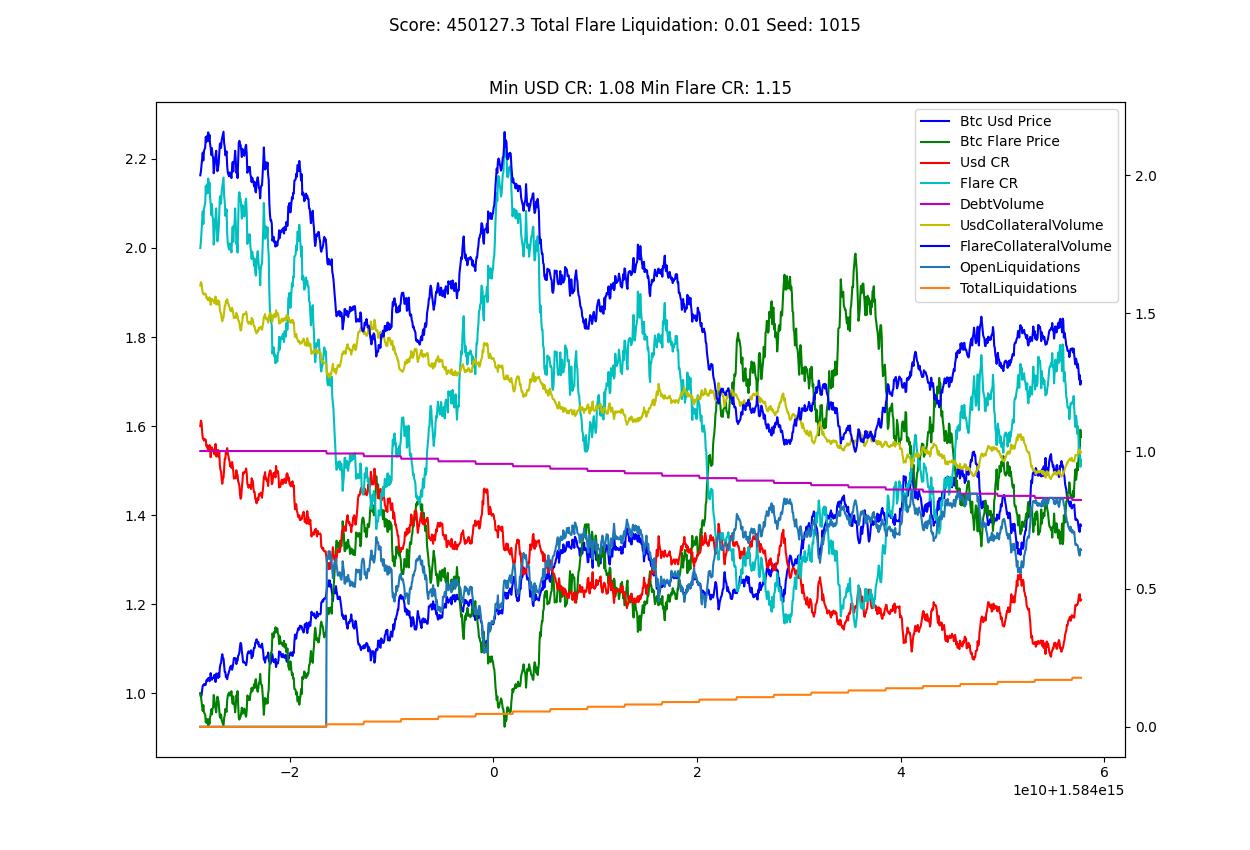 Score: 450127.3 Total Flare Liquidation: 0.01 Seed: 1015
Min USD CR: 1.08 Min Flare CR: 1.15
Btc Usd Price
Btc Flare Price
Usd CR
Flare CR
DebtVolume
UsdCollateralVolume
FlareCollateralVolume
OpenLiquidations
TotalLiquidations
2.2
2.0
1.8
1.6
1.4
1.2
1.0
2.0
1.5
1.0
0.5
0.0
−2
0
2
4
6
1e10+1.584e15